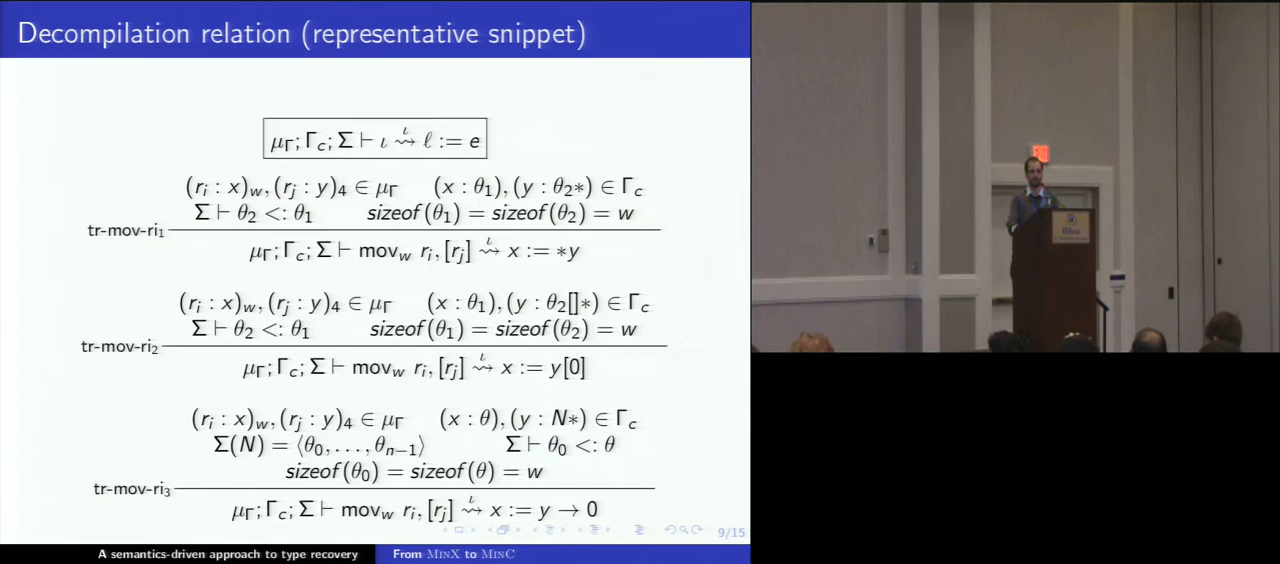 Decompilation relation (representative snippet)
μΓ; Γc; Σ ⊢ ι ⇝ι ℓ := e
(ri : x)w, (rj : y)4 ∈ μΓ (x : θ1), (y : θ2*) ∈ Γc
Σ ⊢ θ2 <: θ1 sizeof(θ1) = sizeof(θ2) = w
tr-mov-ri1
μΓ; Γc; Σ ⊢ movw ri, [rj] ⇝ι x := *y
(ri : x)w, (rj : y)4 ∈ μΓ (x : θ1), (y : θ2[]*) ∈ Γc
Σ ⊢ θ2 <: θ1 sizeof(θ1) = sizeof(θ2) = w
tr-mov-ri2
μΓ; Γc; Σ ⊢ movw ri, [rj] ⇝ι x := y[0]
(ri : x)w, (rj : y)4 ∈ μΓ (x : θ), (y : N*) ∈ Γc
Σ(N) = ⟨θ0, ..., θn−1⟩ Σ ⊢ θ0 <: θ
sizeof(θ0) = sizeof(θ) = w
tr-mov-ri3
μΓ; Γc; Σ ⊢ movw ri, [rj] ⇝ι x := y → 0
9/15
A semantics-driven approach to type recovery From MinX to MinC
Hilton